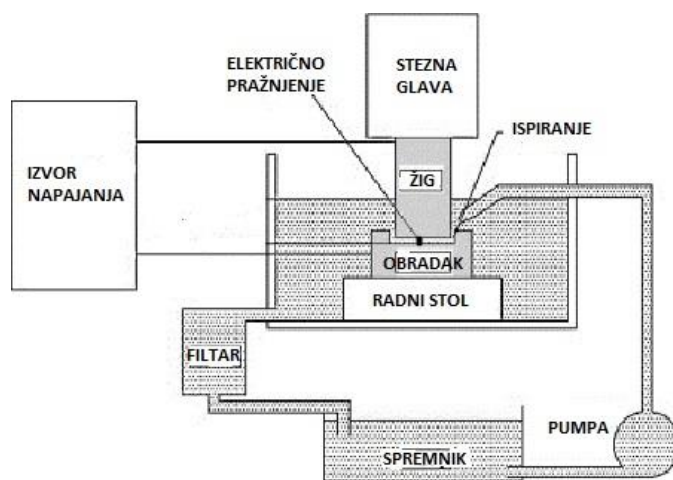 ELEKTRIČNO
PRAŽNJENJE
STEZNA
GLAVA
ISPIRANJE
IZVOR
NAPAJANJA
ŽIG
OBRADAK
RADNI STOL
FILTAR
PUMPA
SPREMNIK